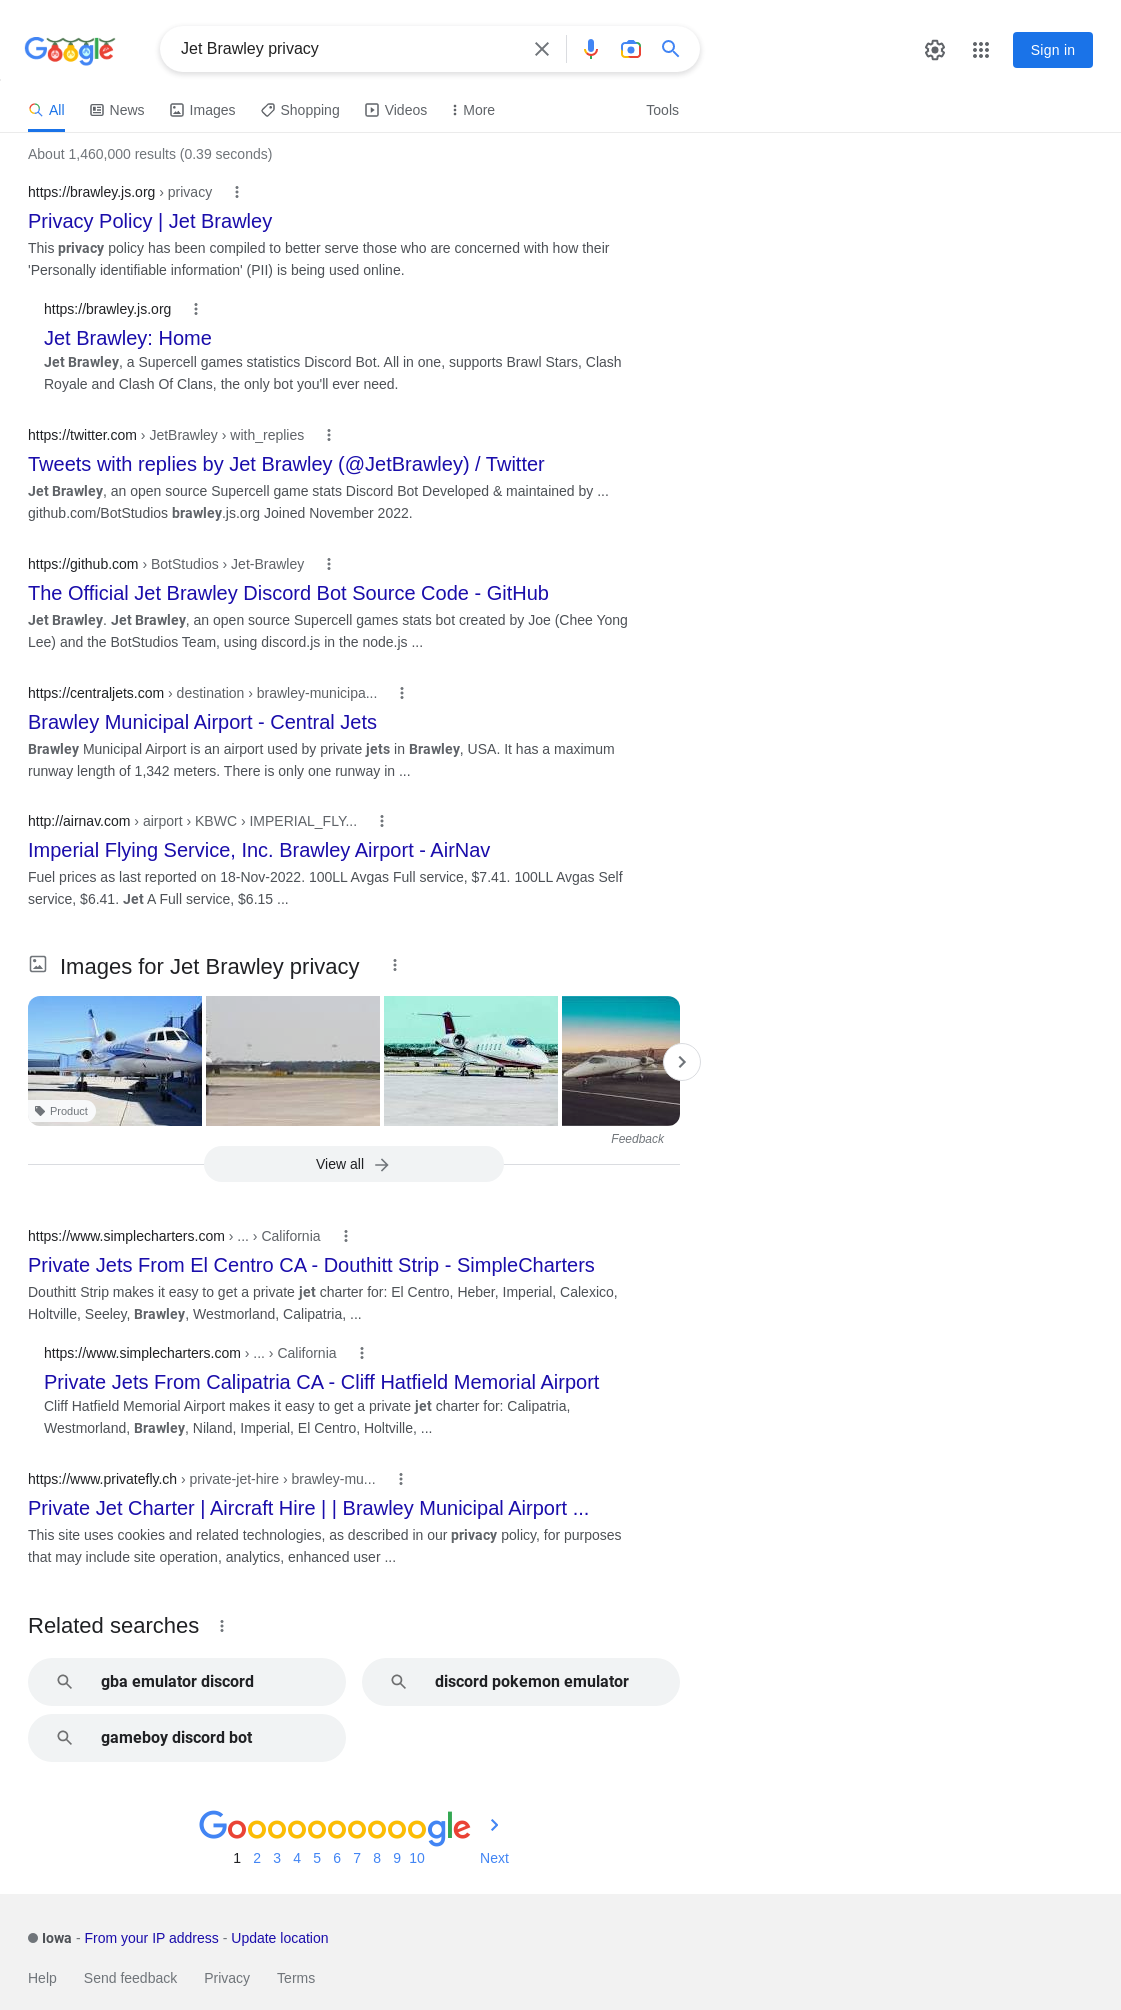 Google
Jet Brawley privacy
Sign in
All
News
Images
Shopping
Videos
More
Tools
About 1,460,000 results (0.39 seconds)
https://brawley.js.org › privacy
Privacy Policy | Jet Brawley
This privacy policy has been compiled to better serve those who are concerned with how their
'Personally identifiable information' (PII) is being used online.
https://brawley.js.org
Jet Brawley: Home
Jet Brawley, a Supercell games statistics Discord Bot. All in one, supports Brawl Stars, Clash
Royale and Clash Of Clans, the only bot you'll ever need.
https://twitter.com › JetBrawley › with_replies
Tweets with replies by Jet Brawley (@JetBrawley) / Twitter
Jet Brawley, an open source Supercell game stats Discord Bot Developed & maintained by ...
github.com/BotStudios brawley.js.org Joined November 2022.
https://github.com › BotStudios › Jet-Brawley
The Official Jet Brawley Discord Bot Source Code - GitHub
Jet Brawley. Jet Brawley, an open source Supercell games stats bot created by Joe (Chee Yong
Lee) and the BotStudios Team, using discord.js in the node.js ...
https://centraljets.com › destination › brawley-municipa...
Brawley Municipal Airport - Central Jets
Brawley Municipal Airport is an airport used by private jets in Brawley, USA. It has a maximum
runway length of 1,342 meters. There is only one runway in ...
http://airnav.com › airport › KBWC › IMPERIAL_FLY...
Imperial Flying Service, Inc. Brawley Airport - AirNav
Fuel prices as last reported on 18-Nov-2022. 100LL Avgas Full service, $7.41. 100LL Avgas Self
service, $6.41. Jet A Full service, $6.15 ...
Images for Jet Brawley privacy
Product
Feedback
View all
https://www.simplecharters.com › ... › California
Private Jets From El Centro CA - Douthitt Strip - SimpleCharters
Douthitt Strip makes it easy to get a private jet charter for: El Centro, Heber, Imperial, Calexico,
Holtville, Seeley, Brawley, Westmorland, Calipatria, ...
https://www.simplecharters.com › ... › California
Private Jets From Calipatria CA - Cliff Hatfield Memorial Airport
Cliff Hatfield Memorial Airport makes it easy to get a private jet charter for: Calipatria,
Westmorland, Brawley, Niland, Imperial, El Centro, Holtville, ...
https://www.privatefly.ch › private-jet-hire › brawley-mu...
Private Jet Charter | Aircraft Hire | | Brawley Municipal Airport ...
This site uses cookies and related technologies, as described in our privacy policy, for purposes
that may include site operation, analytics, enhanced user ...
Related searches
gba emulator discord
discord pokemon emulator
gameboy discord bot
Goooooooooogle
1 2 3 4 5 6 7 8 9 10 Next
Iowa - From your IP address - Update location
Help Send feedback Privacy Terms